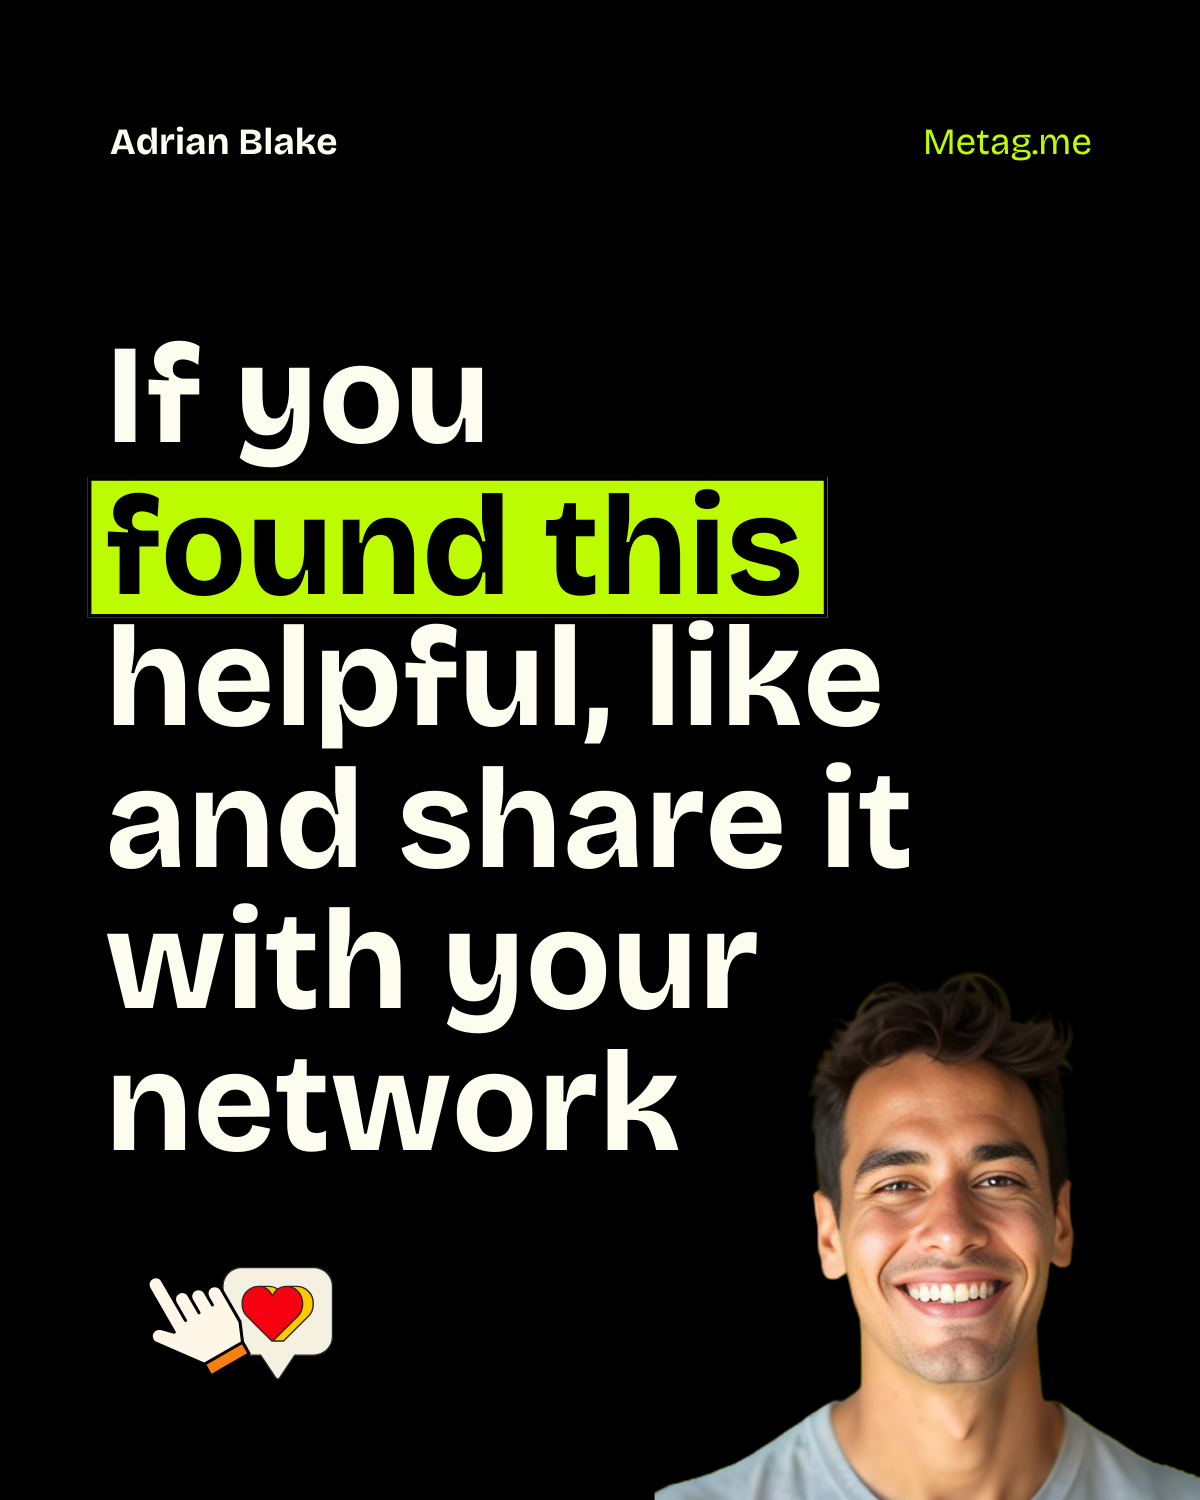 Adrian Blake
Metag.me
If you
found this
helpful, like
and share it
with your
network